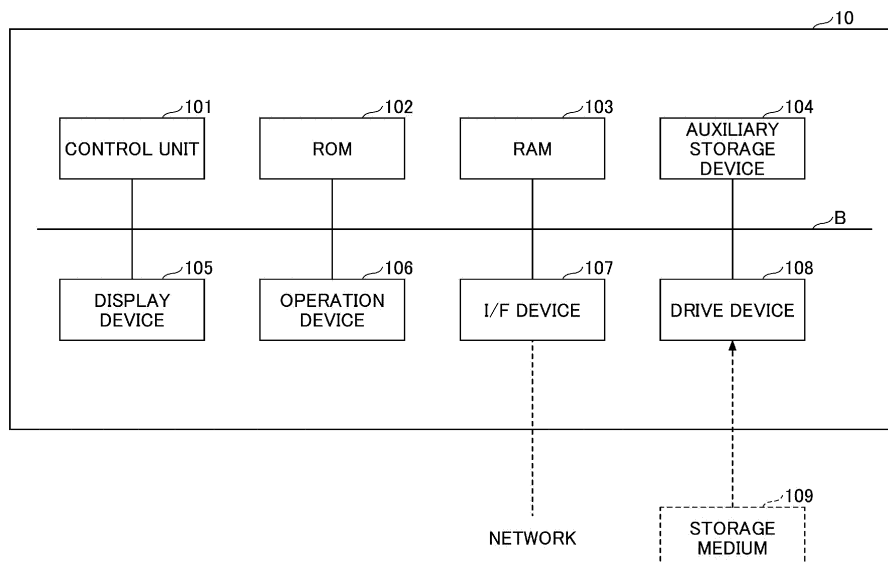 10
101
102
103
104
CONTROL UNIT
ROM
RAM
AUXILIARY
STORAGE
DEVICE
B
105
106
107
108
DISPLAY
DEVICE
OPERATION
DEVICE
I/F DEVICE
DRIVE DEVICE
109
NETWORK
STORAGE
MEDIUM